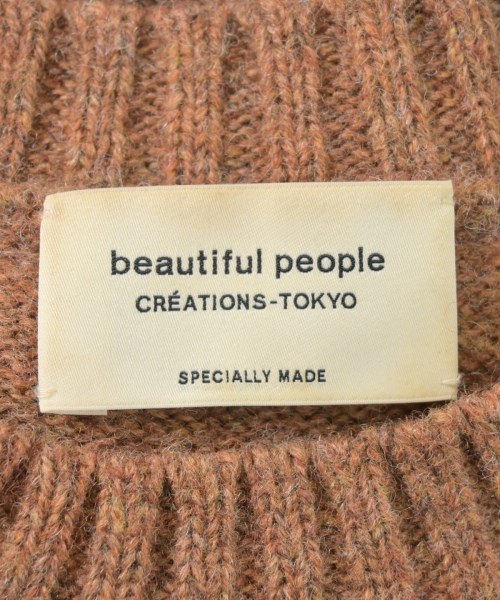 beautiful people
CRÉATIONS-TOKYO
SPECIALLY MADE